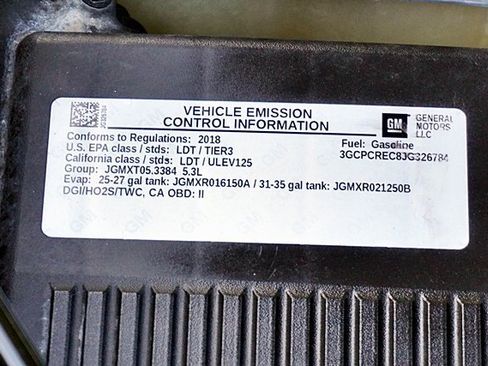 VEHICLE EMISSION
CONTROL INFORMATION
GM
GENERAL
MOTORS
LLC
Conforms to Regulations: 2018
U.S. EPA class / stds: LDT / TIER3
California class / stds: LDT / ULEV125
Group: JGMXT05.3384 5.3L
Evap: 25-27 gal tank: JGMXR016150A / 31-35 gal tank: JGMXR021250B
DGI/HO2S/TWC, CA OBD: II
Fuel: Gasoline
3GCPCREC8JG326784